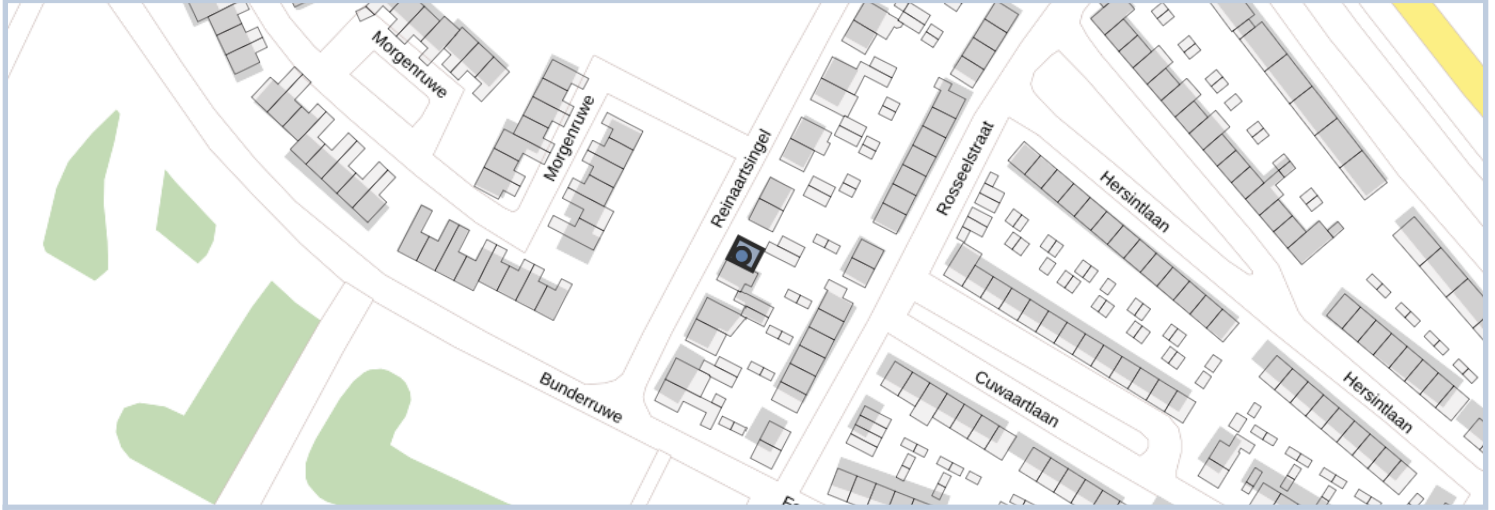 Morgenruwe
Morgenruwe
Reinaartsingel
Rosseelstraat
Hersintlaan
Bunderruwe
Cuwaartlaan
Hersintlaan